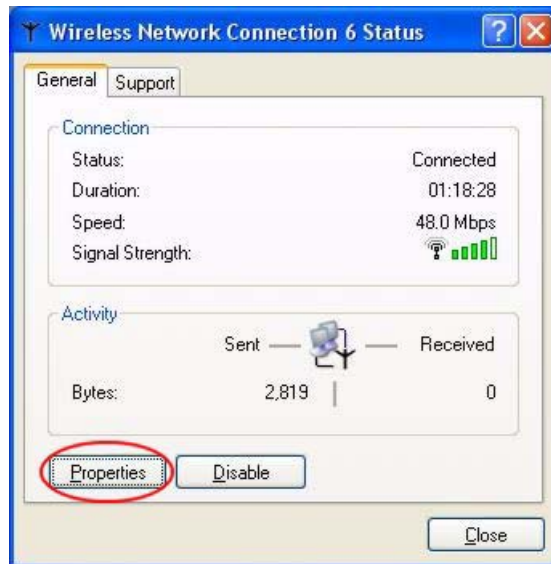 Wireless Network Connection 6 Status
General Support
Connection
Status: Connected
Duration: 01:18:28
Speed: 48.0 Mbps
Signal Strength:
Activity
Sent Received
Bytes: 2,819 0
Properties Disable
Close